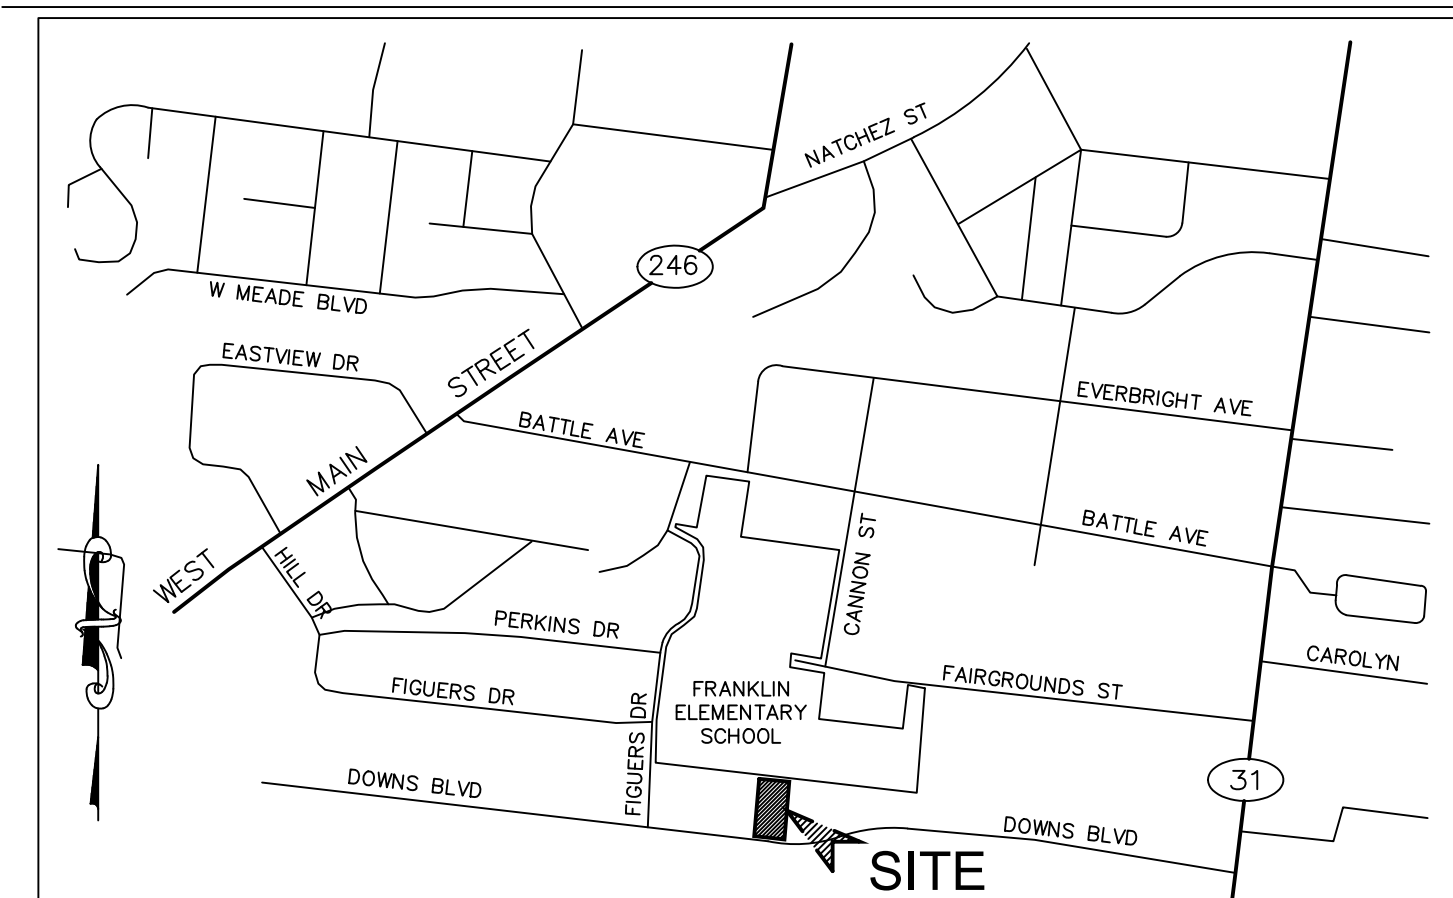 NATCHEZ ST
246
W MEADE BLVD
EASTVIEW DR
WEST MAIN STREET
BATTLE AVE
EVERBRIGHT AVE
BATTLE AVE
CANNON ST
HILL DR
PERKINS DR
CAROLYN
FIGUERS DR
FAIRGROUNDS ST
FRANKLIN
ELEMENTARY
SCHOOL
FIGUERS DR
DOWNS BLVD
31
DOWNS BLVD
SITE